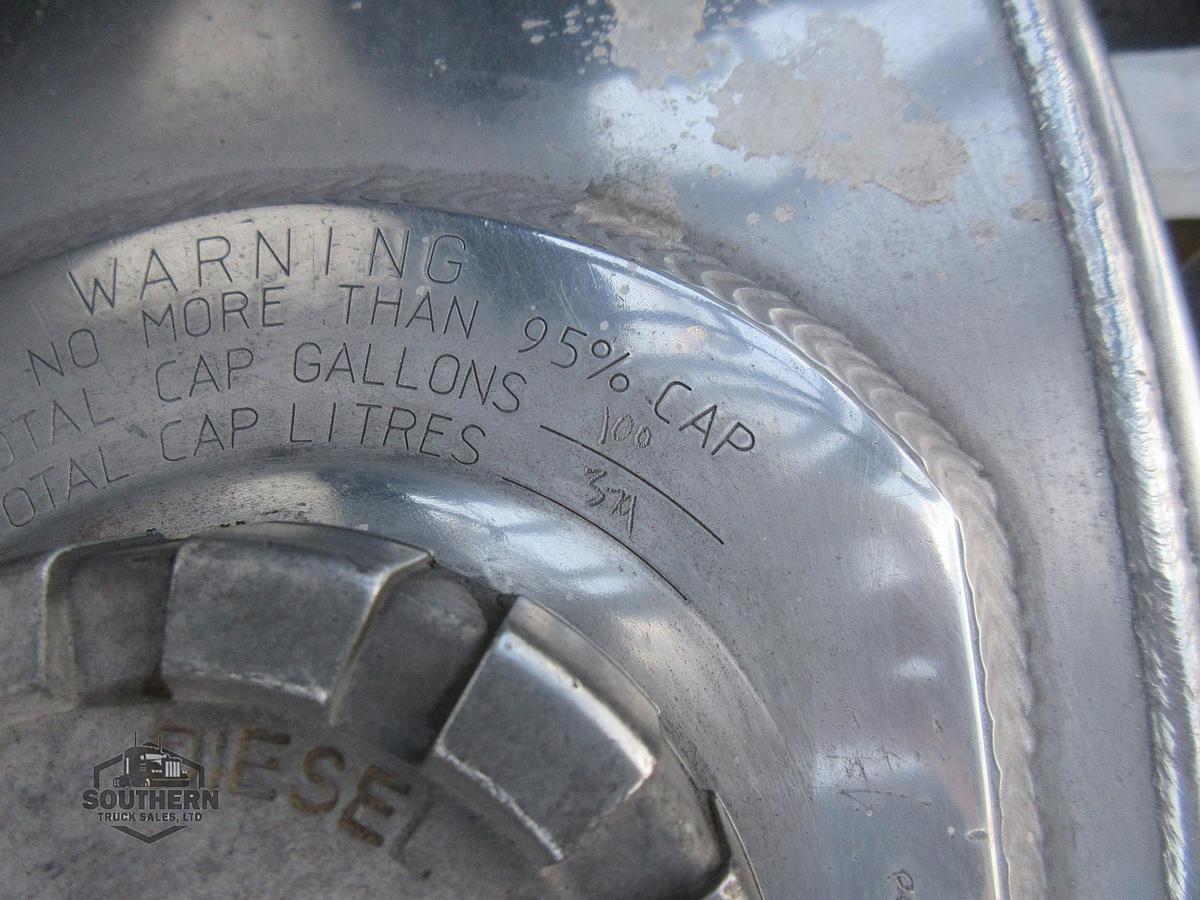 WARNING
NO MORE THAN 95% CAP
OTAL CAP GALLONS 100
OTAL CAP LITRES 379
DIESEL
SOUTHERN
TRUCK SALES, LTD